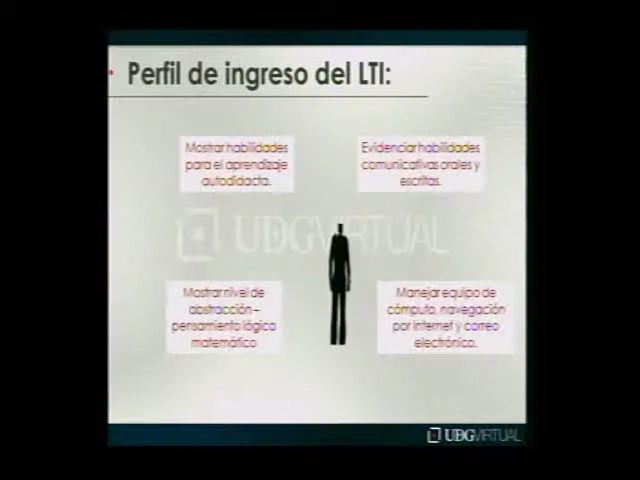 Perfil de ingreso del LTI:
Mostrar habilidades
para el aprendizaje
autodidacta.
Evidenciar habilidades
comunicativas orales y
escritas.
UDGVIRTUAL
Mostrar nivel de
abstracción –
pensamiento lógico
matemático
Manejar equipo de
cómputo, navegación
por internet y correo
electrónico.
UDGVIRTUAL